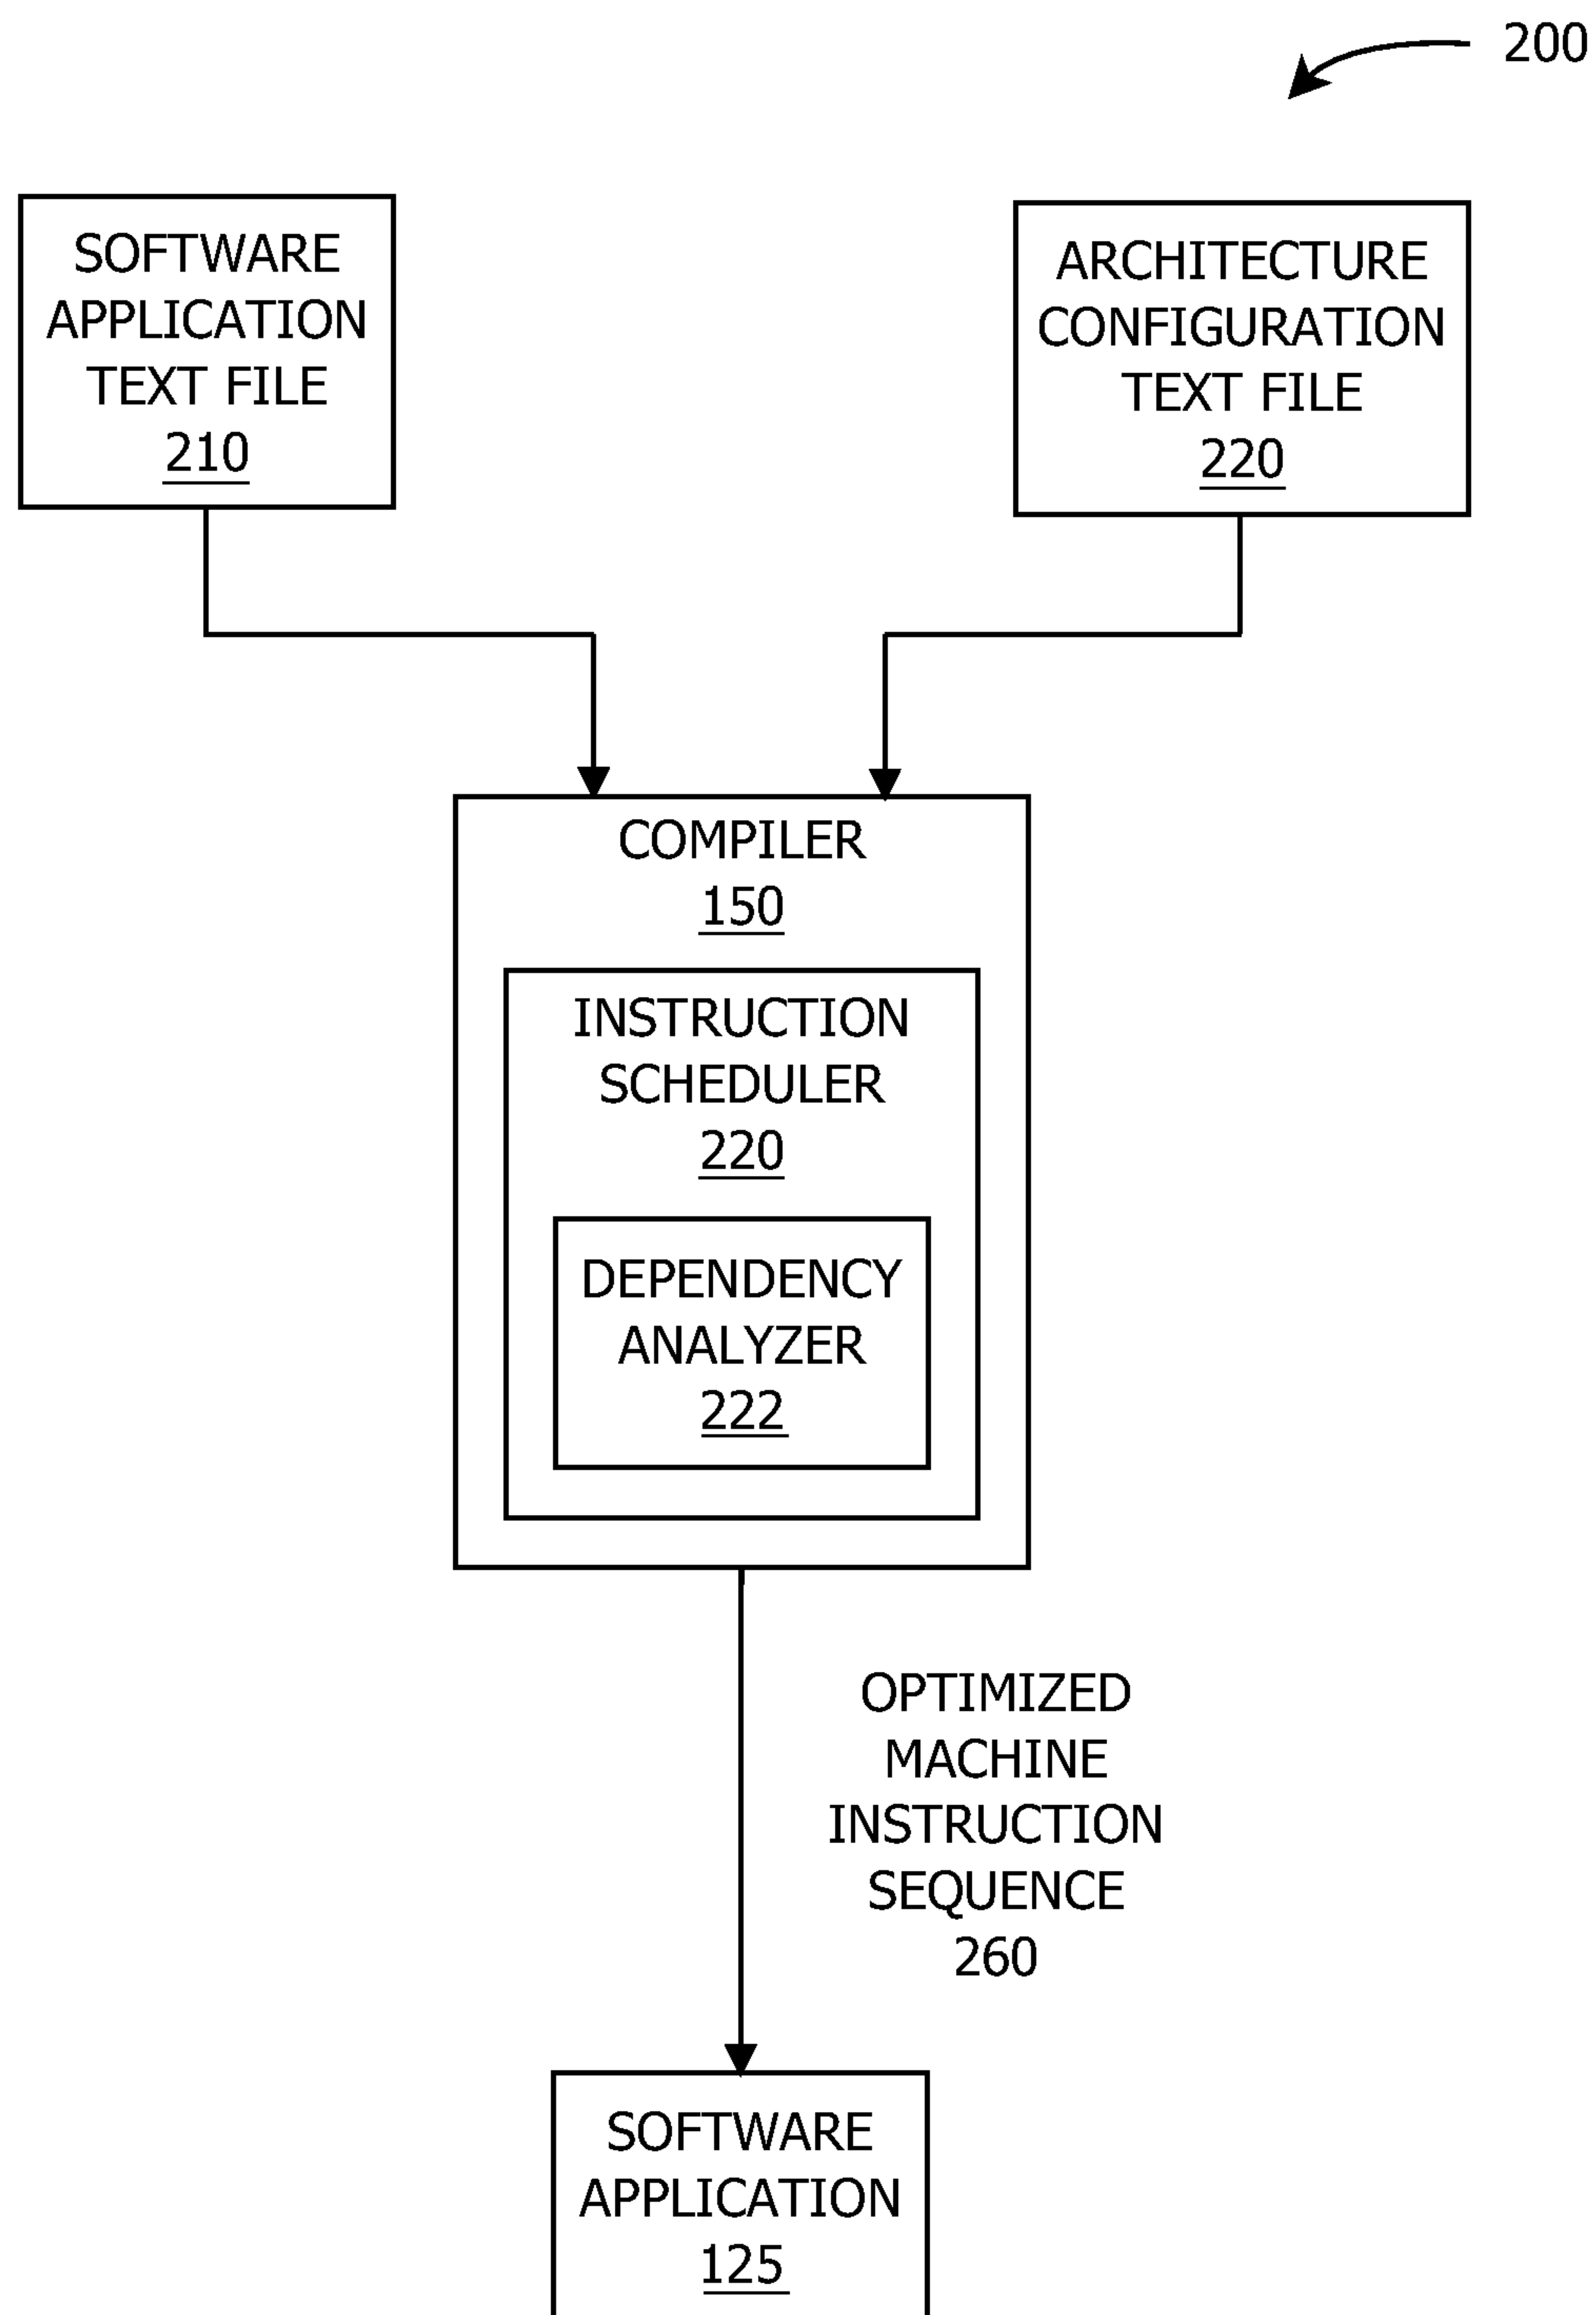 200
SOFTWARE
APPLICATION
TEXT FILE
210
ARCHITECTURE
CONFIGURATION
TEXT FILE
220
COMPILER
150
INSTRUCTION
SCHEDULER
220
DEPENDENCY
ANALYZER
222
OPTIMIZED
MACHINE
INSTRUCTION
SEQUENCE
260
SOFTWARE
APPLICATION
125